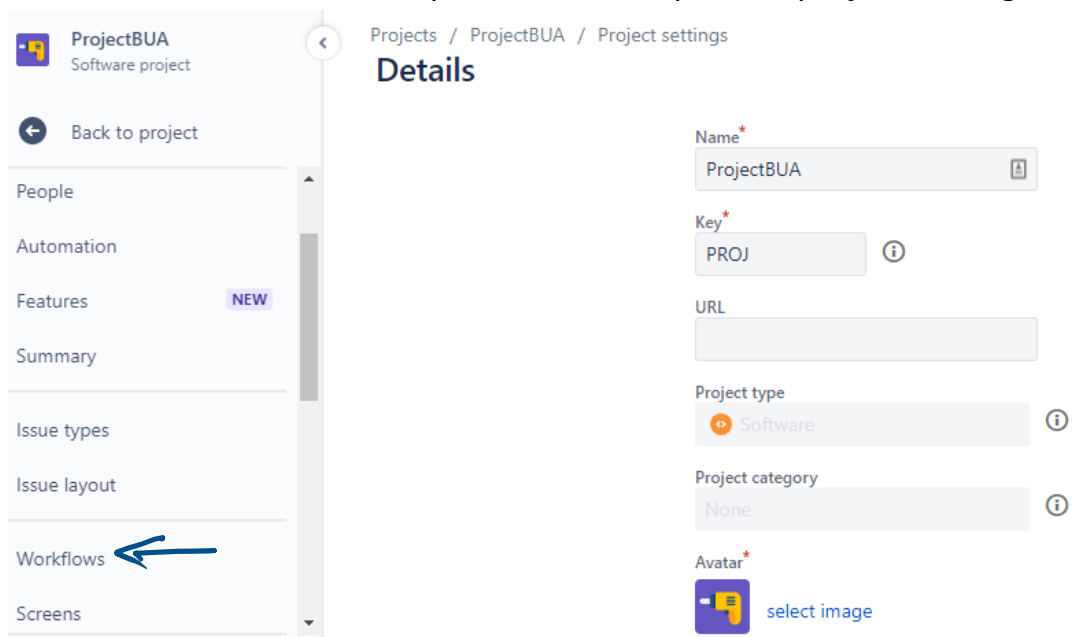 ProjectBUA
Software project
Back to project
People
Automation
Features NEW
Summary
Issue types
Issue layout
Workflows
Screens
Projects / ProjectBUA / Project settings
Details
Name*
ProjectBUA
Key*
PROJ
URL
Project type
Software
Project category
None
Avatar*
select image